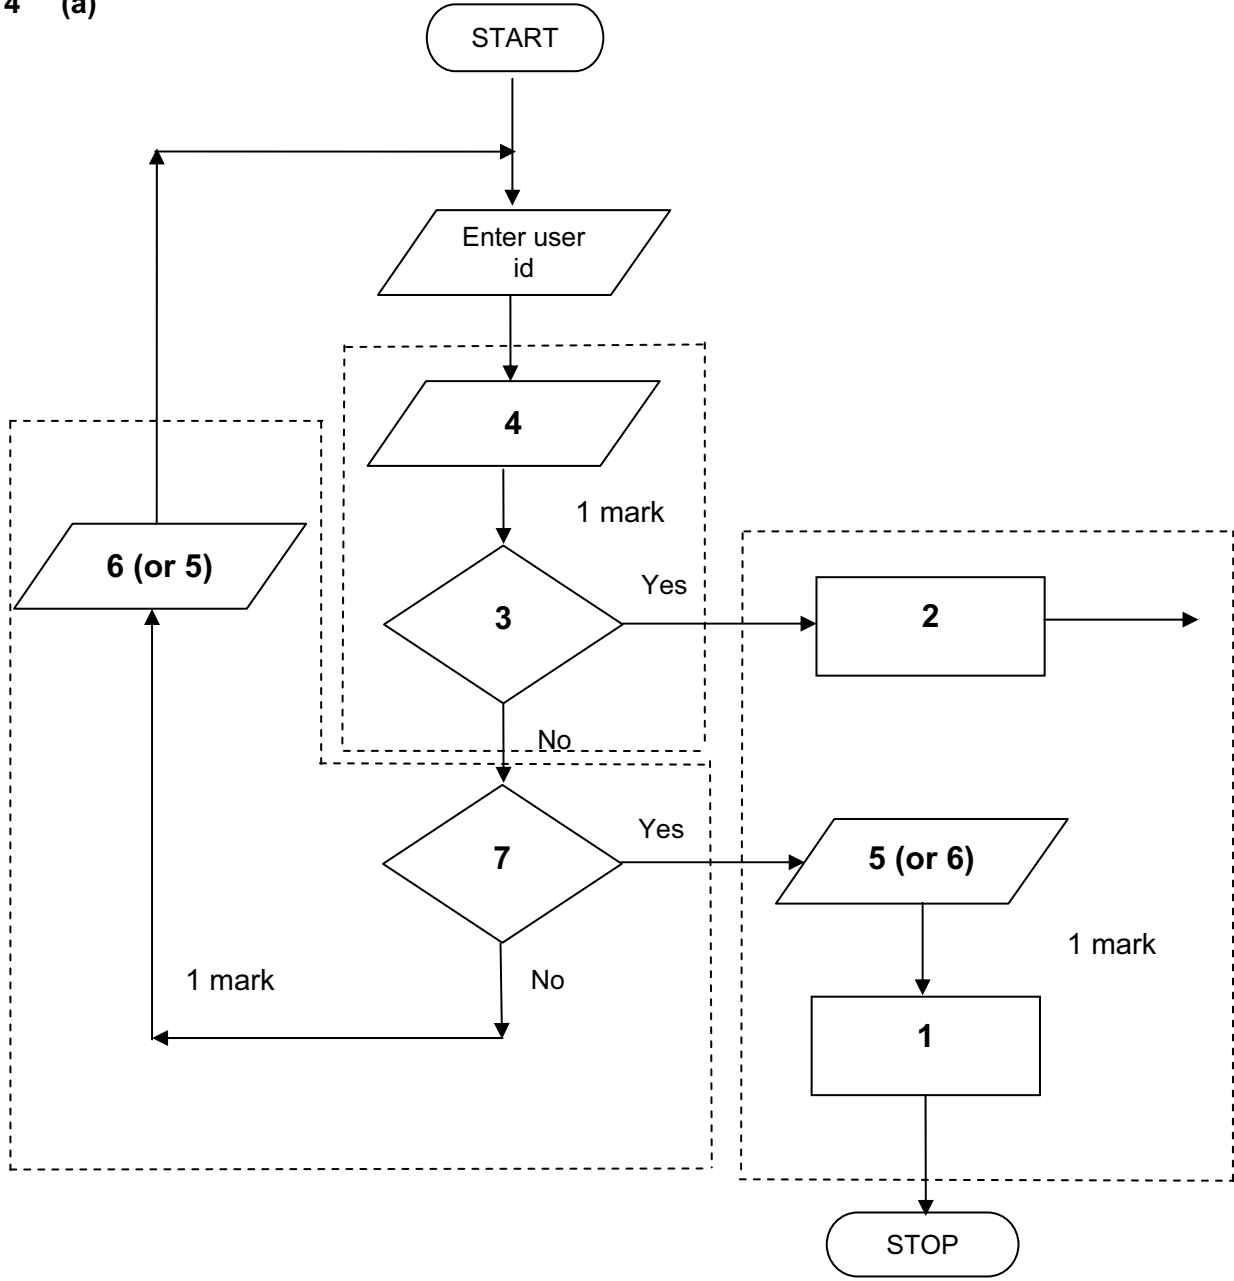 4 (a)
START
Enter user
id
4
1 mark
6 (or 5)
Yes
3
2
No
Yes
7
5 (or 6)
1 mark
1 mark
No
1
STOP